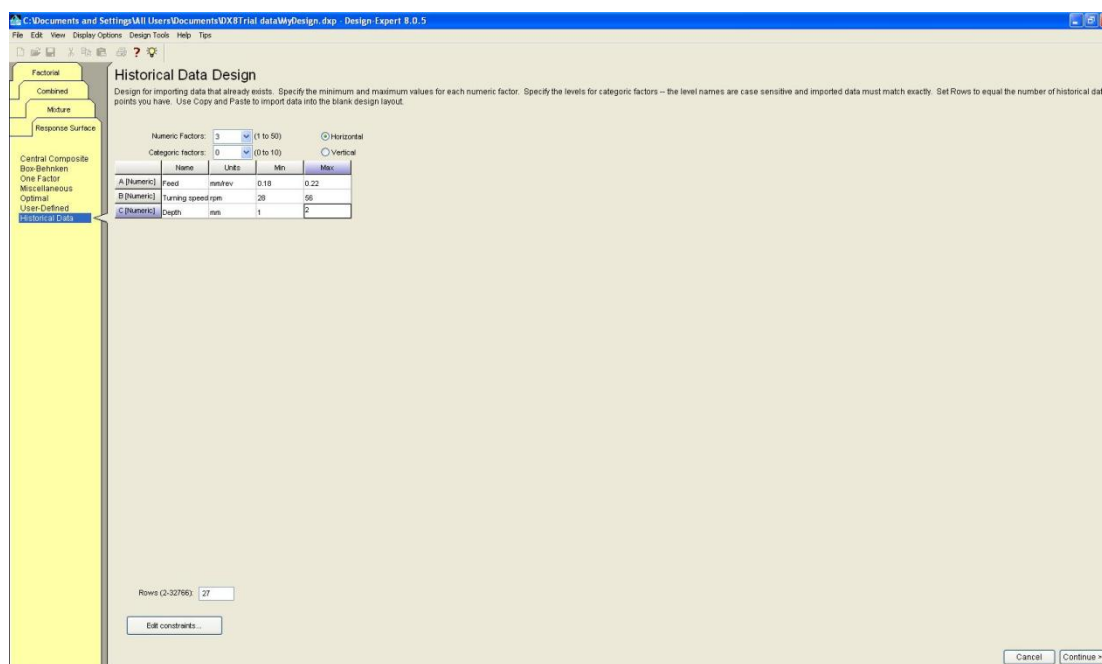 C:\Documents and Settings\All Users\Documents\DX8Trial data\MyDesign.dxp - Design-Expert 8.0.5
File Edit View Display Options Design Tools Help Tips
Factorial
Combined
Mixture
Response Surface
Central Composite
Box-Behnken
One Factor
Miscellaneous
Optimal
User-Defined
Historical Data
Historical Data Design
Design for importing data that already exists. Specify the minimum and maximum values for each numeric factor. Specify the levels for categoric factors -- the level names are case sensitive and imported data must match exactly. Set Rows to equal the number of historical dat
points you have. Use Copy and Paste to import data into the blank design layout.
Numeric Factors: 3 (1 to 50) Horizontal
Categoric factors: 0 (0 to 10) Vertical
Name Units Min Max
A [Numeric] Feed mm/rev 0.18 0.22
B [Numeric] Turning speed rpm 28 56
C [Numeric] Depth mm 1 2
Rows (2-32766): 27
Edit constraints...
Cancel Continue >